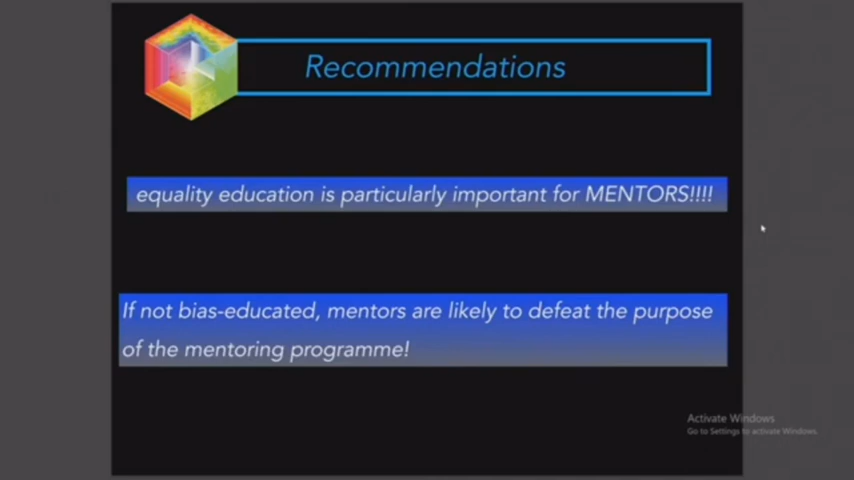 Recommendations
equality education is particularly important for MENTORS!!!!
If not bias-educated, mentors are likely to defeat the purpose
of the mentoring programme!
Activate Windows
Go to Settings to activate Windows.